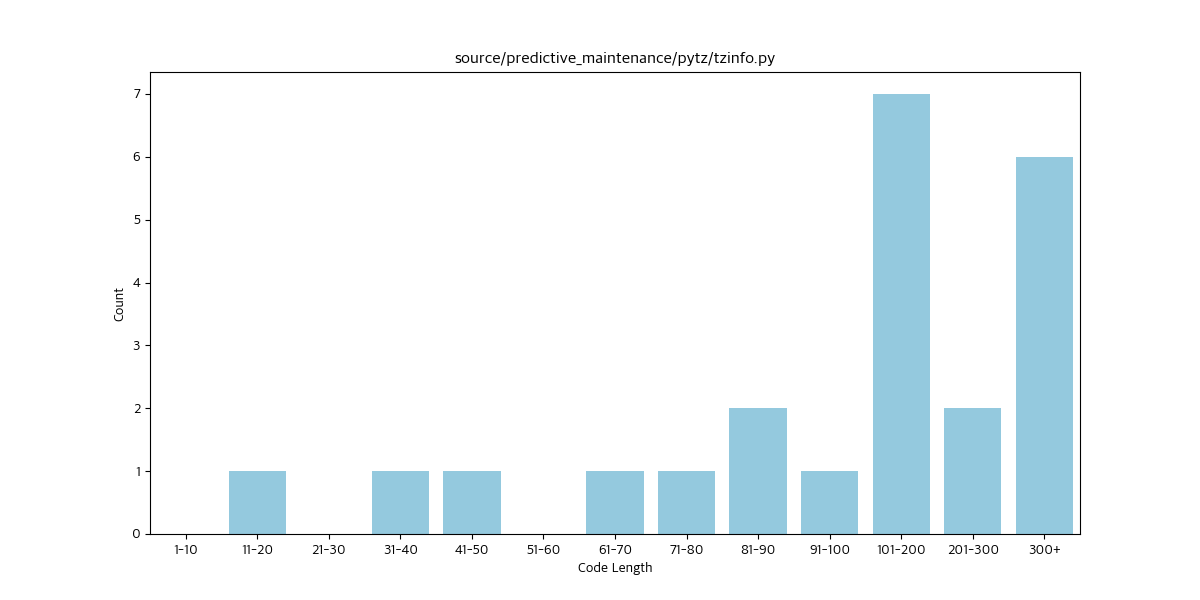 source/predictive_maintenance/pytz/tzinfo.py
7
6
5
4
3
2
1
0
Count
1-10 11-20 21-30 31-40 41-50 51-60 61-70 71-80 81-90 91-100 101-200 201-300 300+
Code Length